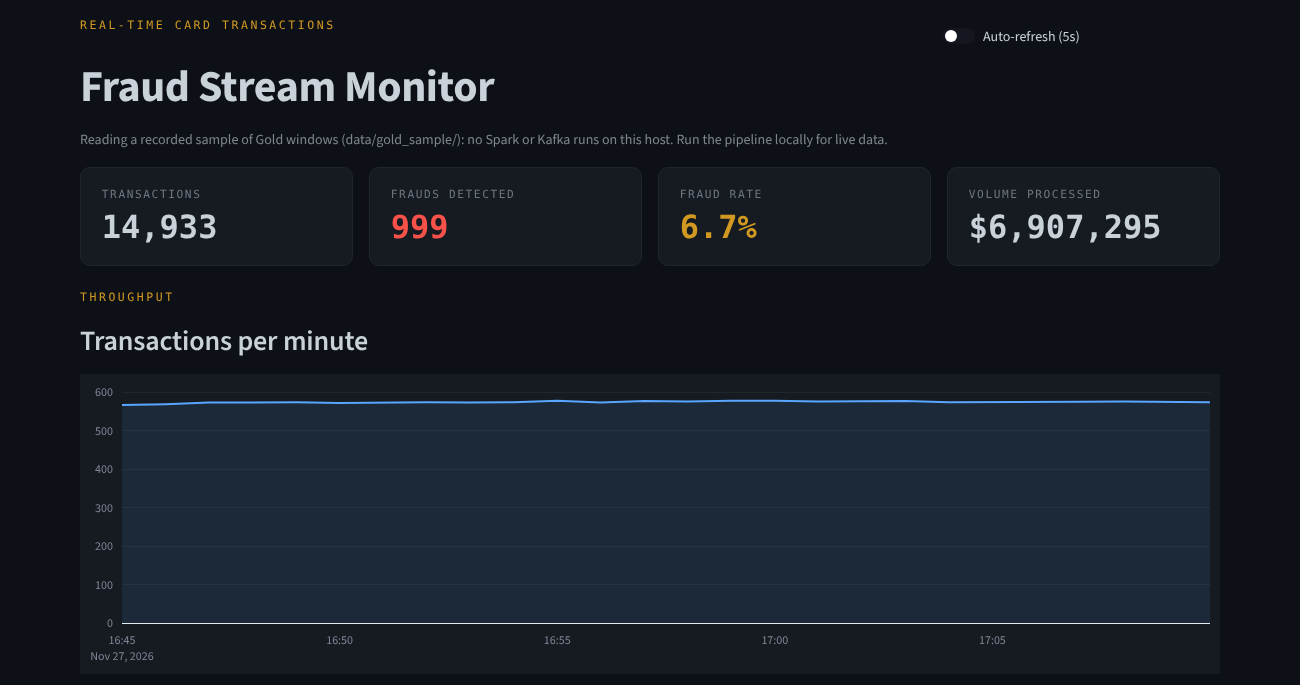 REAL-TIME CARD TRANSACTIONS
Auto-refresh (5s)
Fraud Stream Monitor
Reading a recorded sample of Gold windows (data/gold_sample/): no Spark or Kafka runs on this host. Run the pipeline locally for live data.
TRANSACTIONS
14,933
FRAUDS DETECTED
999
FRAUD RATE
6.7%
VOLUME PROCESSED
$6,907,295
THROUGHPUT
Transactions per minute
600
500
400
300
200
100
0
16:45 16:50 16:55 17:00 17:05
Nov 27, 2026